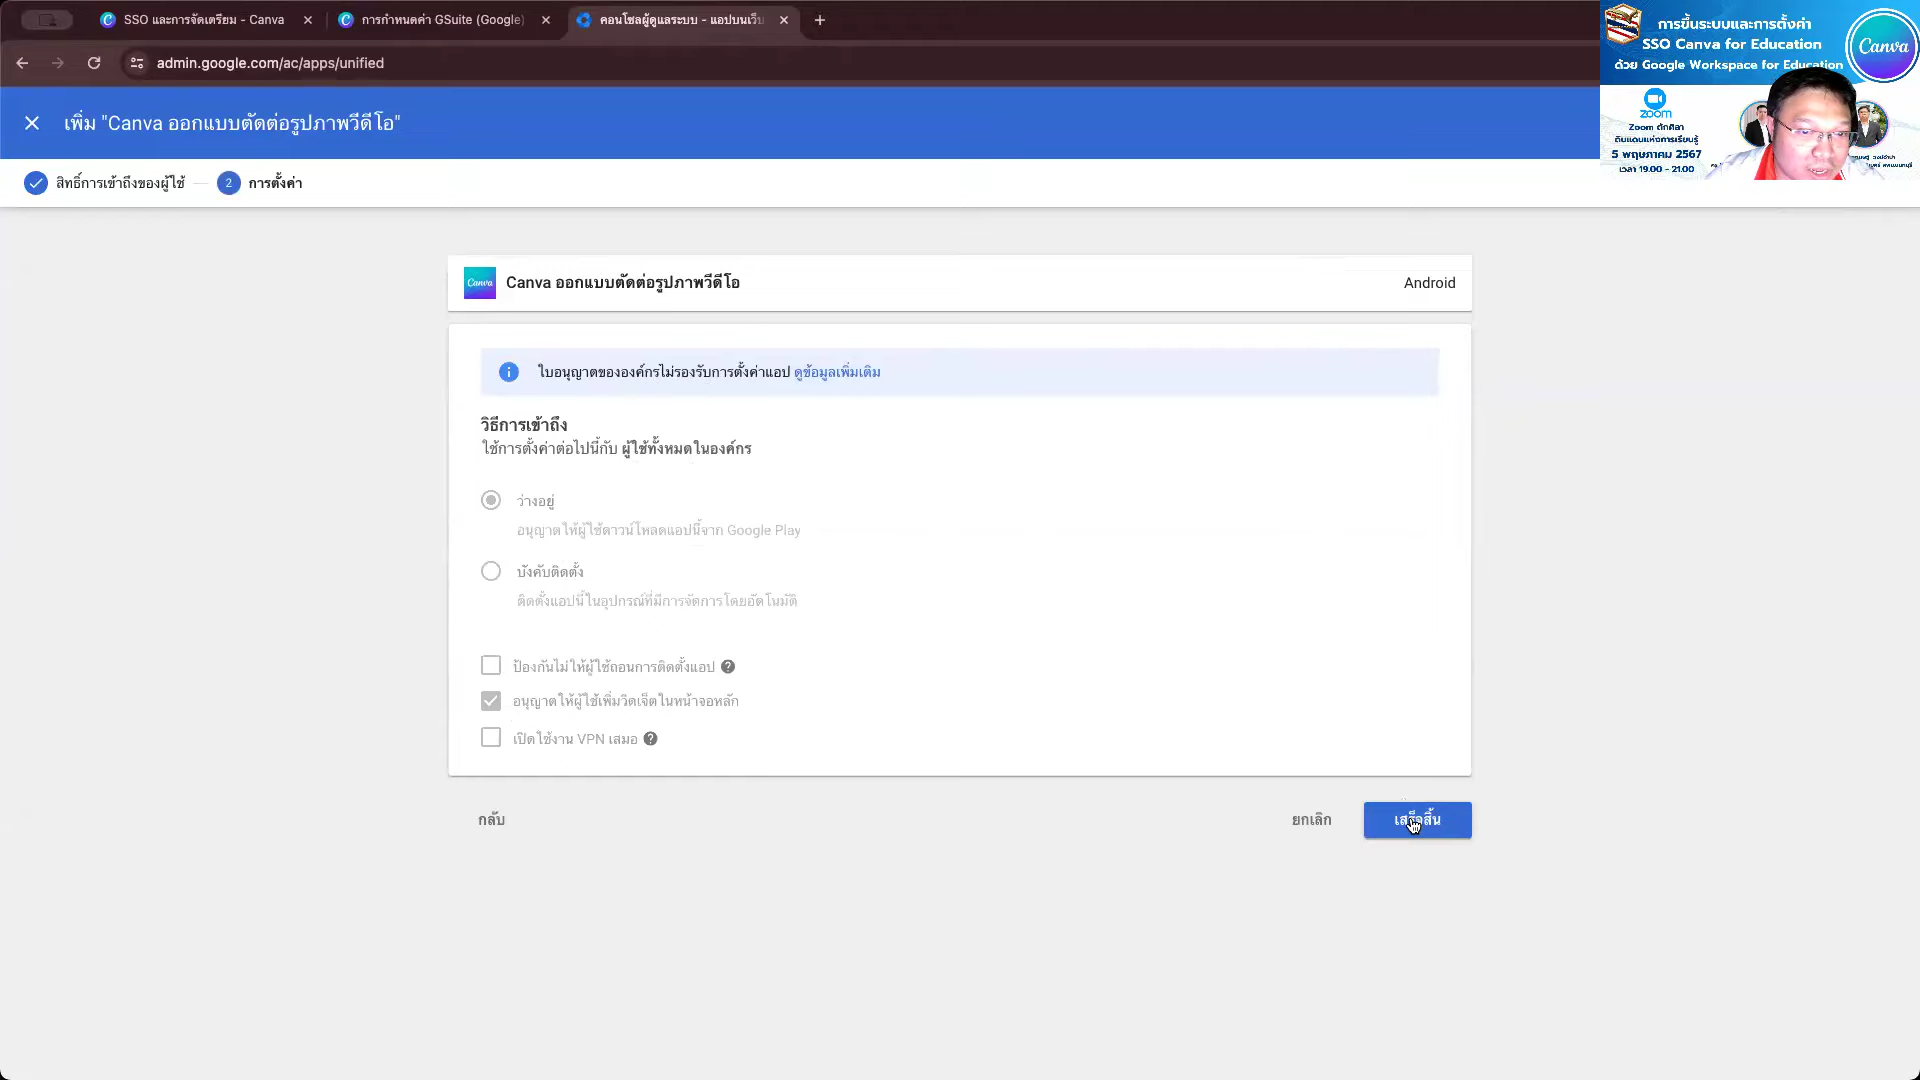 SSO และการจัดเตรียม - Canva
การกำหนดค่า GSuite (Google)
คอนโซลผู้ดูแลระบบ - แอปบนเว็บ
admin.google.com/ac/apps/unified
การขึ้นระบบและการตั้งค่า
SSO Canva for Education
ด้วย Google Workspace for Education
Canva
zoom
Zoom ตักศิลา
ดินแดนแห่งการเรียนรู้
5 พฤษภาคม 2567
เวลา 19.00 - 21.00
เพิ่ม "Canva ออกแบบตัดต่อรูปภาพวีดีโอ"
สิทธิ์การเข้าถึงของผู้ใช้
2 การตั้งค่า
Canva
Canva ออกแบบตัดต่อรูปภาพวีดีโอ
Android
ใบอนุญาตขององค์กรไม่รองรับการตั้งค่าแอป ดูข้อมูลเพิ่มเติม
วิธีการเข้าถึง
ใช้การตั้งค่าต่อไปนี้กับ ผู้ใช้ทั้งหมดในองค์กร
ว่างอยู่
อนุญาตให้ผู้ใช้ดาวน์โหลดแอปนี้จาก Google Play
บังคับติดตั้ง
ติดตั้งแอปนี้ในอุปกรณ์ที่มีการจัดการโดยอัตโนมัติ
ป้องกันไม่ให้ผู้ใช้ถอนการติดตั้งแอป
อนุญาตให้ผู้ใช้เพิ่มวิดเจ็ตในหน้าจอหลัก
เปิดใช้งาน VPN เสมอ
กลับ
ยกเลิก
เสร็จสิ้น